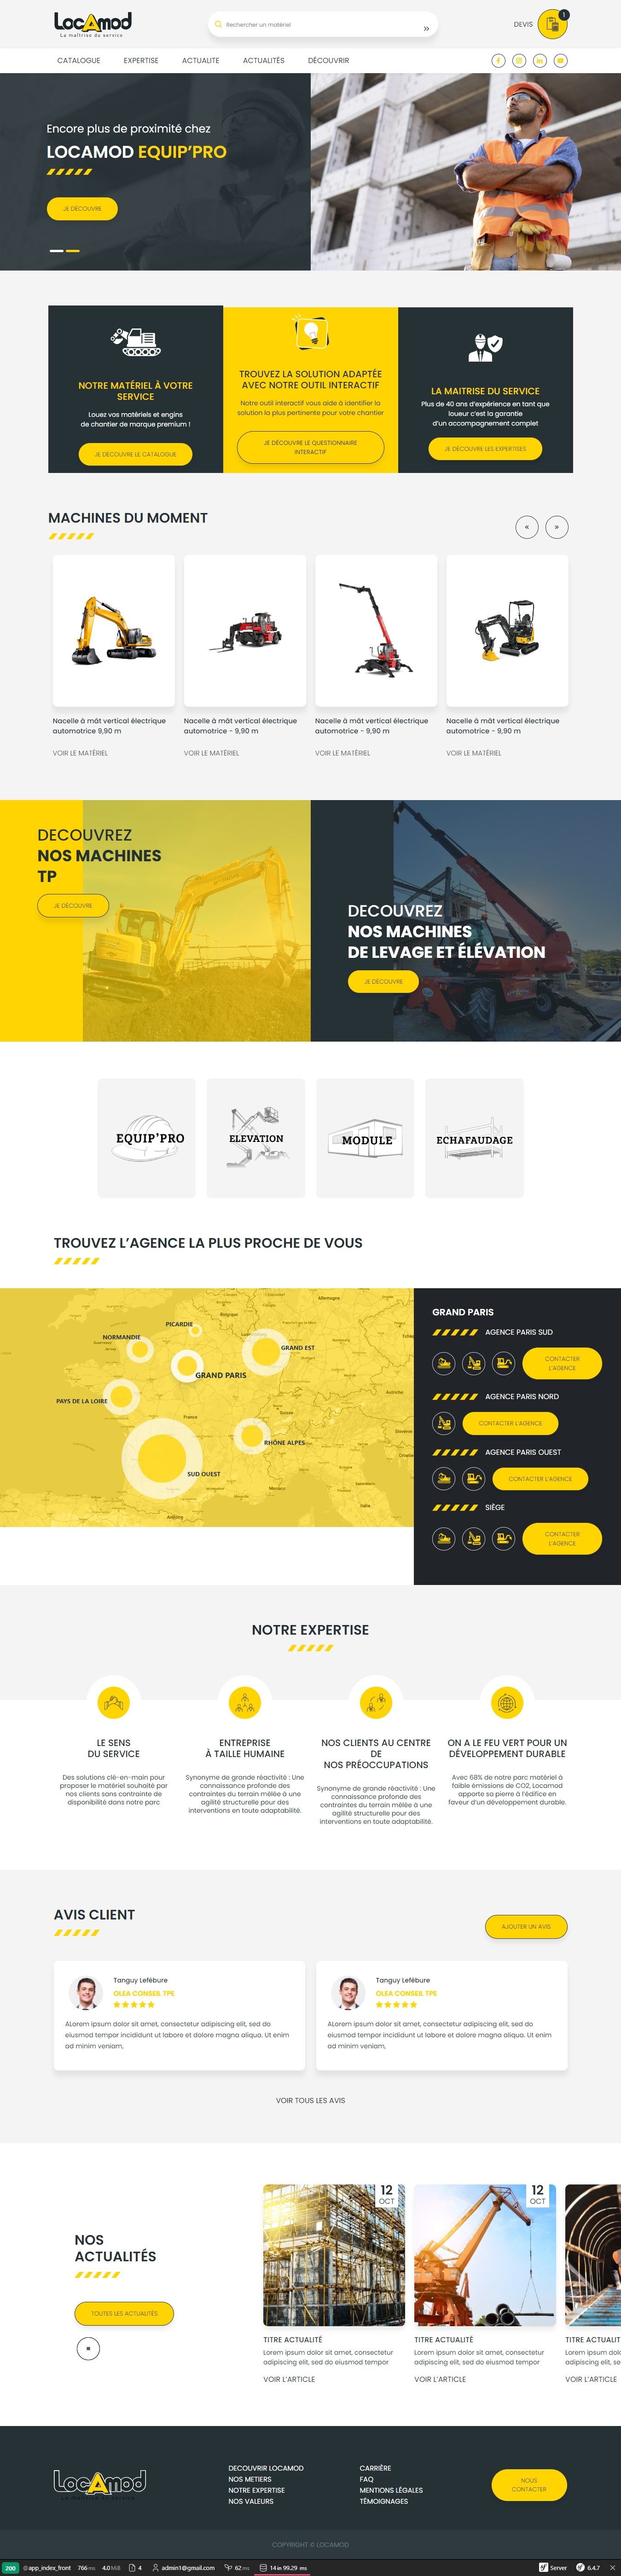 LocAmod
La maîtrise du service
Rechercher un matériel
»
DEVIS
1
CATALOGUE
EXPERTISE
ACTUALITE
ACTUALITÉS
DÉCOUVRIR
Encore plus de proximité chez
LOCAMOD EQUIP'PRO
JE DECOUVRE
NOTRE MATÉRIEL À VOTRE
SERVICE
Louez vos matériels et engins
de chantier de marque premium !
JE DÉCOUVRE LE CATALOGUE
TROUVEZ LA SOLUTION ADAPTÉE
AVEC NOTRE OUTIL INTERACTIF
Notre outil interactif vous aide à identifier la
solution la plus pertinente pour votre chantier
JE DÉCOUVRE LE QUESTIONNAIRE
INTERACTIF
LA MAITRISE DU SERVICE
Plus de 40 ans d'expérience en tant que
loueur c'est la garantie
d'un accompagnement complet
JE DÉCOUVRE LES EXPERTISES
MACHINES DU MOMENT
«
»
Nacelle à mât vertical électrique
automotrice 9,90 m
VOIR LE MATÉRIEL
Nacelle à mât vertical électrique
automotrice - 9,90 m
VOIR LE MATÉRIEL
Nacelle à mât vertical électrique
automotrice - 9,90 m
VOIR LE MATÉRIEL
Nacelle à mât vertical électrique
automotrice - 9,90 m
VOIR LE MATÉRIEL
DECOUVREZ
NOS MACHINES
TP
JE DÉCOUVRE
DECOUVREZ
NOS MACHINES
DE LEVAGE ET ÉLÉVATION
JE DÉCOUVRE
EQUIP'PRO
ELEVATION
MODULE
ECHAFAUDAGE
TROUVEZ L'AGENCE LA PLUS PROCHE DE VOUS
PICARDIE
NORMANDIE
GRAND EST
GRAND PARIS
PAYS DE LA LOIRE
RHÔNE ALPES
SUD OUEST
Allemagne
Belgique
France
Suisse
Autriche
Slovénie
Monaco
Italie
Andorre
GRAND PARIS
AGENCE PARIS SUD
CONTACTER
L'AGENCE
AGENCE PARIS NORD
CONTACTER L'AGENCE
AGENCE PARIS OUEST
CONTACTER L'AGENCE
SIÈGE
CONTACTER
L'AGENCE
NOTRE EXPERTISE
LE SENS
DU SERVICE
Des solutions clé-en-main pour
proposer le matériel souhaité par
nos clients sans contrainte de
disponibilité dans notre parc
ENTREPRISE
À TAILLE HUMAINE
Synonyme de grande réactivité : Une
connaissance profonde des
contraintes du terrain mêlée à une
agilité structurelle pour des
interventions en toute adaptabilité.
NOS CLIENTS AU CENTRE
DE
NOS PRÉOCCUPATIONS
Synonyme de grande réactivité : Une
connaissance profonde des
contraintes du terrain mêlée à une
agilité structurelle pour des
interventions en toute adaptabilité.
ON A LE FEU VERT POUR UN
DÉVELOPPEMENT DURABLE
Avec 68% de notre parc matériel à
faible émissions de CO2, Locamod
apporte sa pierre à l'édifice en
faveur d'un développement durable.
AVIS CLIENT
AJOUTER UN AVIS
Tanguy Lefébure
OLEA CONSEIL TPE
ALorem ipsum dolor sit amet, consectetur adipiscing elit, sed do
eiusmod tempor incididunt ut labore et dolore magna aliqua. Ut enim
ad minim veniam,
Tanguy Lefébure
OLEA CONSEIL TPE
ALorem ipsum dolor sit amet, consectetur adipiscing elit, sed do
eiusmod tempor incididunt ut labore et dolore magna aliqua. Ut enim
ad minim veniam,
VOIR TOUS LES AVIS
NOS
ACTUALITÉS
TOUTES LES ACTUALITÉS
12
OCT
TITRE ACTUALITÉ
Lorem ipsum dolor sit amet, consectetur
adipiscing elit, sed do eiusmod tempor
VOIR L'ARTICLE
12
OCT
TITRE ACTUALITÉ
Lorem ipsum dolor sit amet, consectetur
adipiscing elit, sed do eiusmod tempor
VOIR L'ARTICLE
TITRE ACTUALIT
Lorem ipsum dolo
adipiscing elit, se
VOIR L'ARTICLE
LocAmod
La maîtrise du service
DECOUVRIR LOCAMOD
NOS METIERS
NOTRE EXPERTISE
NOS VALEURS
CARRIÈRE
FAQ
MENTIONS LÉGALES
TÉMOIGNAGES
NOUS
CONTACTER
COPYRIGHT © LOCAMOD
200 @app_index_front 766 ms 4.0 MiB 4 admin1@gmail.com 62 ms 14 in 99.29 ms Server 6.4.7